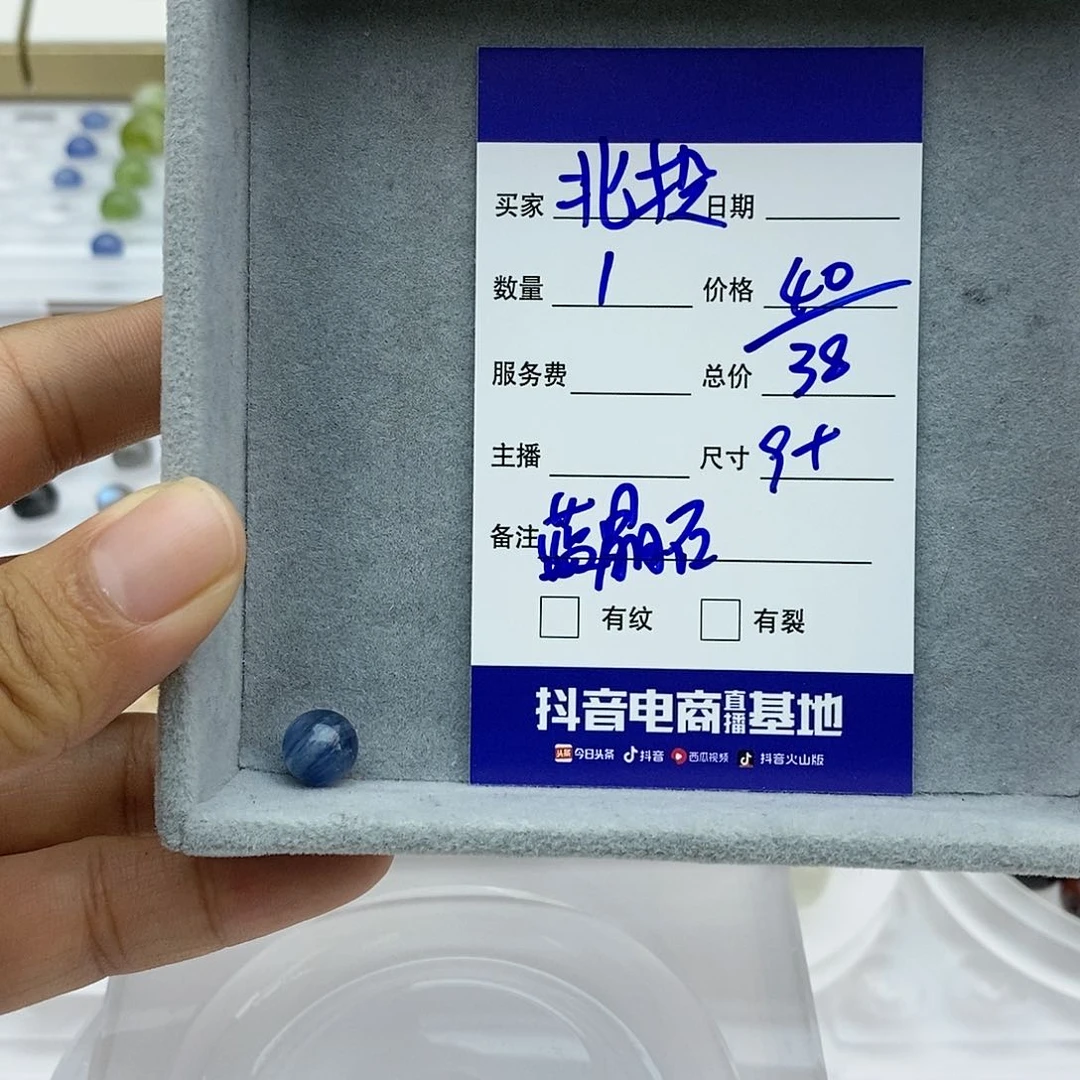 买家 北投 日期
数量 1 价格 40
服务费 总价 38
主播 尺寸 9+
备注 蓝晶石
有纹 有裂
抖音电商直播基地
头条 今日头条 抖音 西瓜视频 抖音火山版